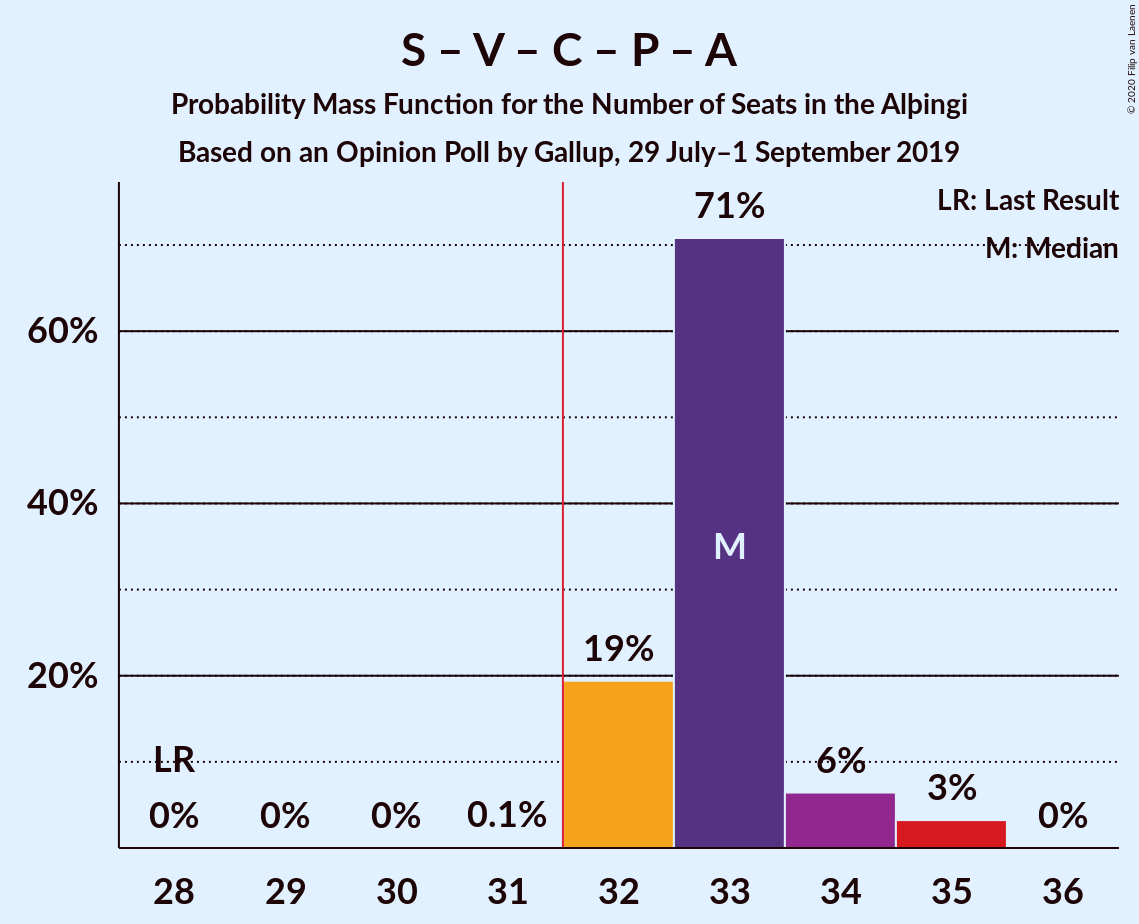 S – V – C – P – A
Probability Mass Function for the Number of Seats in the Alþingi
Based on an Opinion Poll by Gallup, 29 July–1 September 2019
© 2020 Filip van Laenen
LR: Last Result
M: Median
71%
60%
40%
M
19%
20%
LR
6%
3%
0%
0%
0%
0.1%
0%
28
29
30
31
32
33
34
35
36